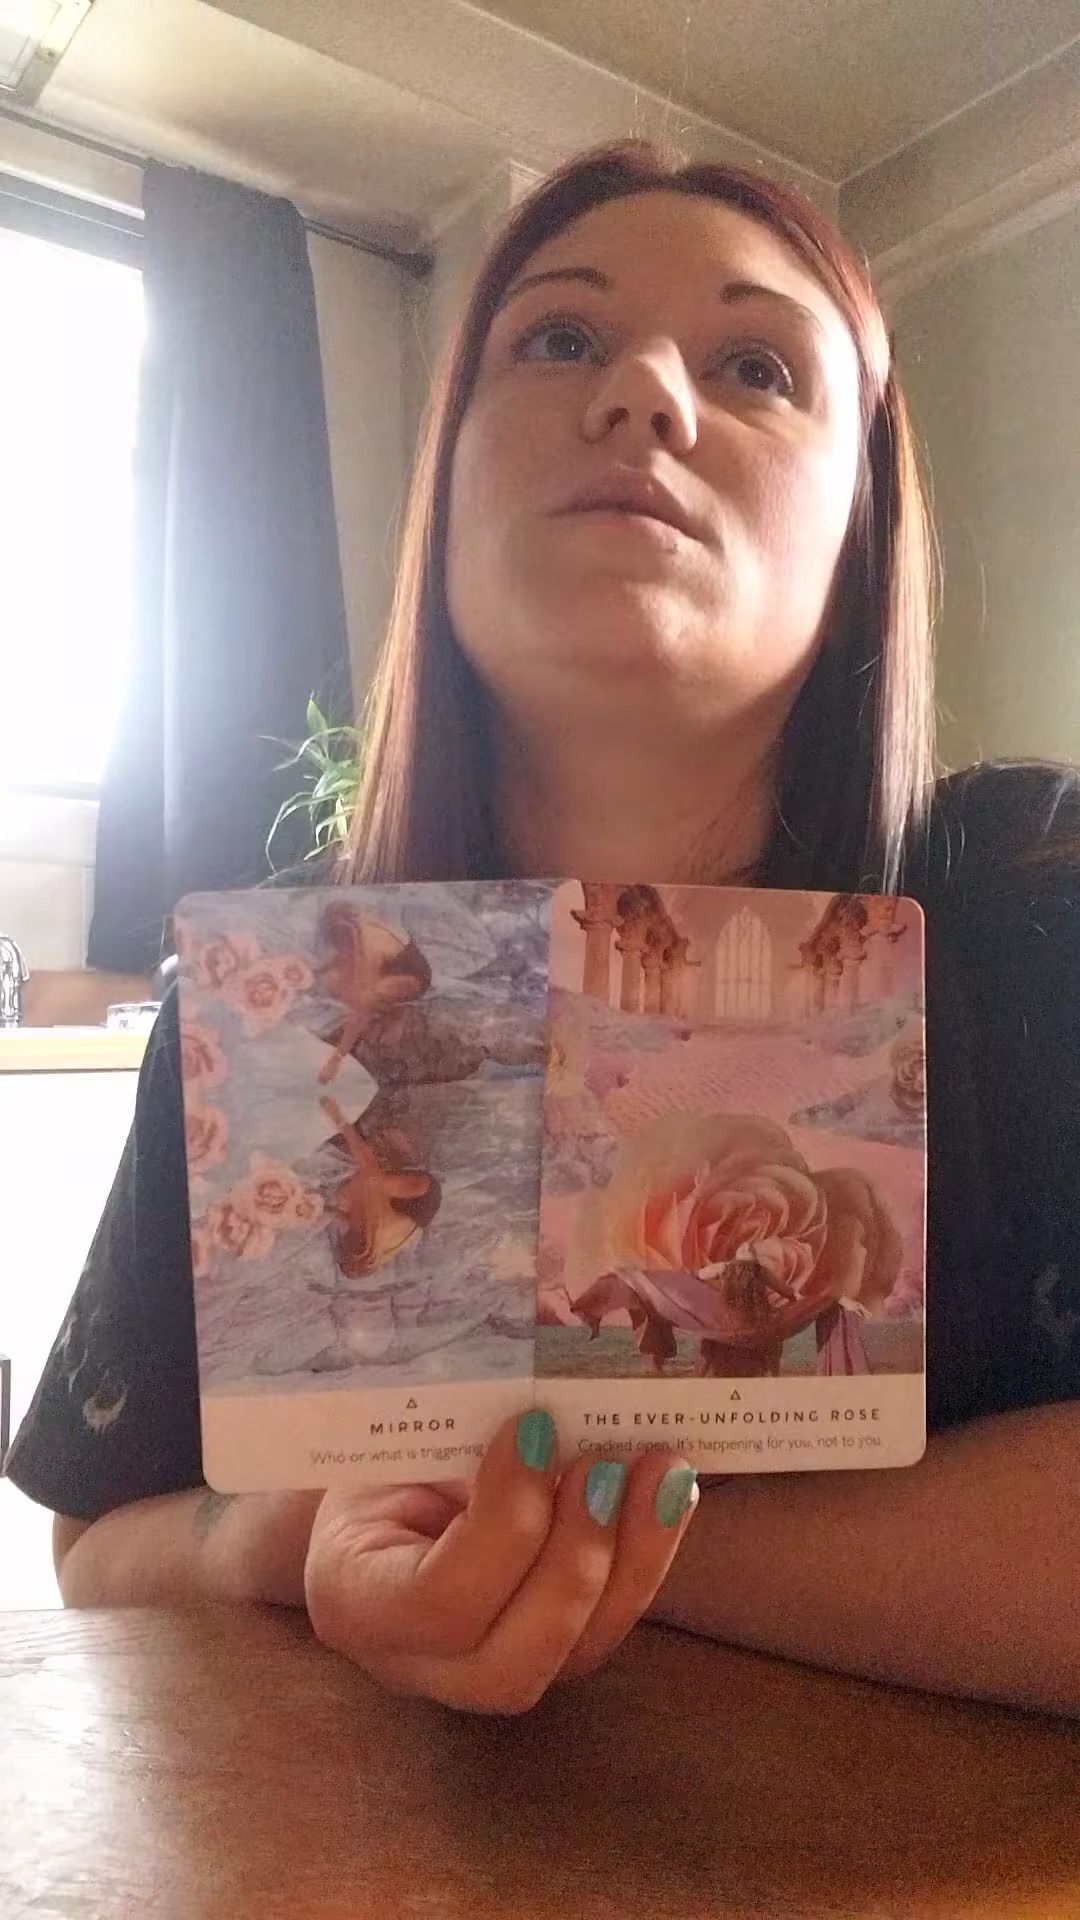 MIRROR
Who or what is triggering
THE EVER-UNFOLDING ROSE
Cracked open. It's happening for you, not to you.